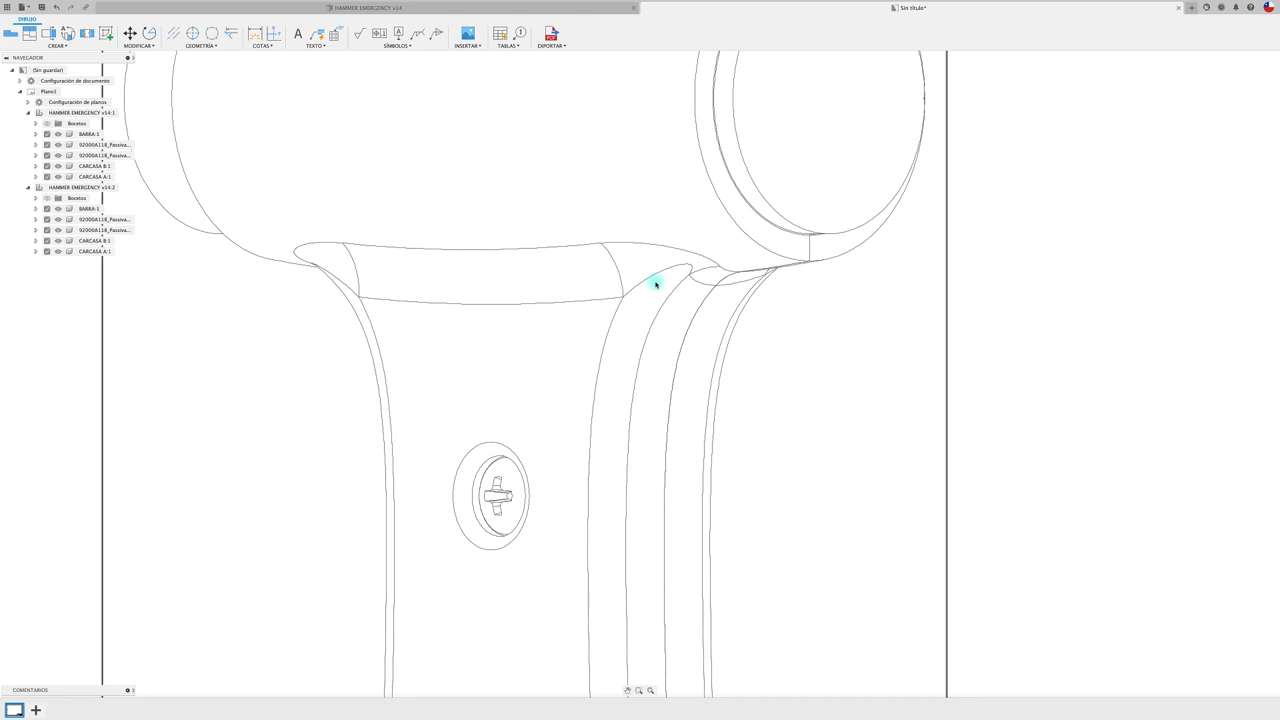 HAMMER EMERGENCY v14
Sin título*
DIBUJO
CREAR
MODIFICAR
GEOMETRÍA
COTAS
TEXTO
SÍMBOLOS
INSERTAR
TABLAS
EXPORTAR
NAVEGADOR
(Sin guardar)
Configuración de documento
Plano1
Configuración de planos
HAMMER EMERGENCY v14:1
Bocetos
BARRA:1
92000A118_Passiva...
92000A118_Passiva...
CARCASA B:1
CARCASA A:1
HAMMER EMERGENCY v14:2
Bocetos
BARRA:1
92000A118_Passiva...
92000A118_Passiva...
CARCASA B:1
CARCASA A:1
COMENTARIOS